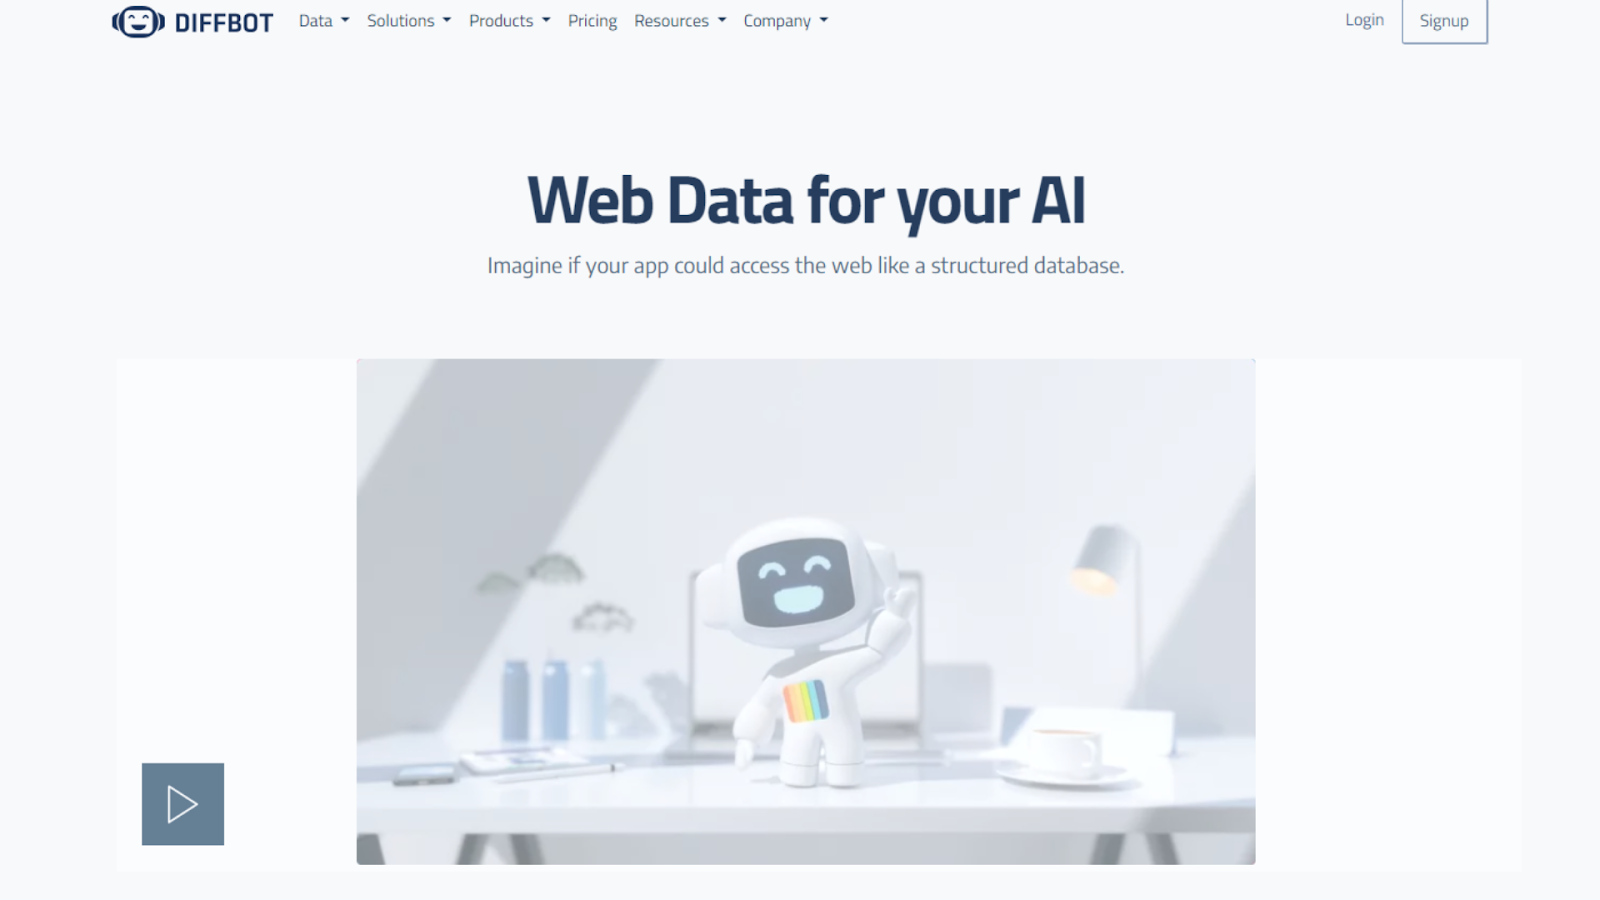 DIFFBOT Data Solutions Products Pricing Resources Company Login Signup
Web Data for your AI
Imagine if your app could access the web like a structured database.